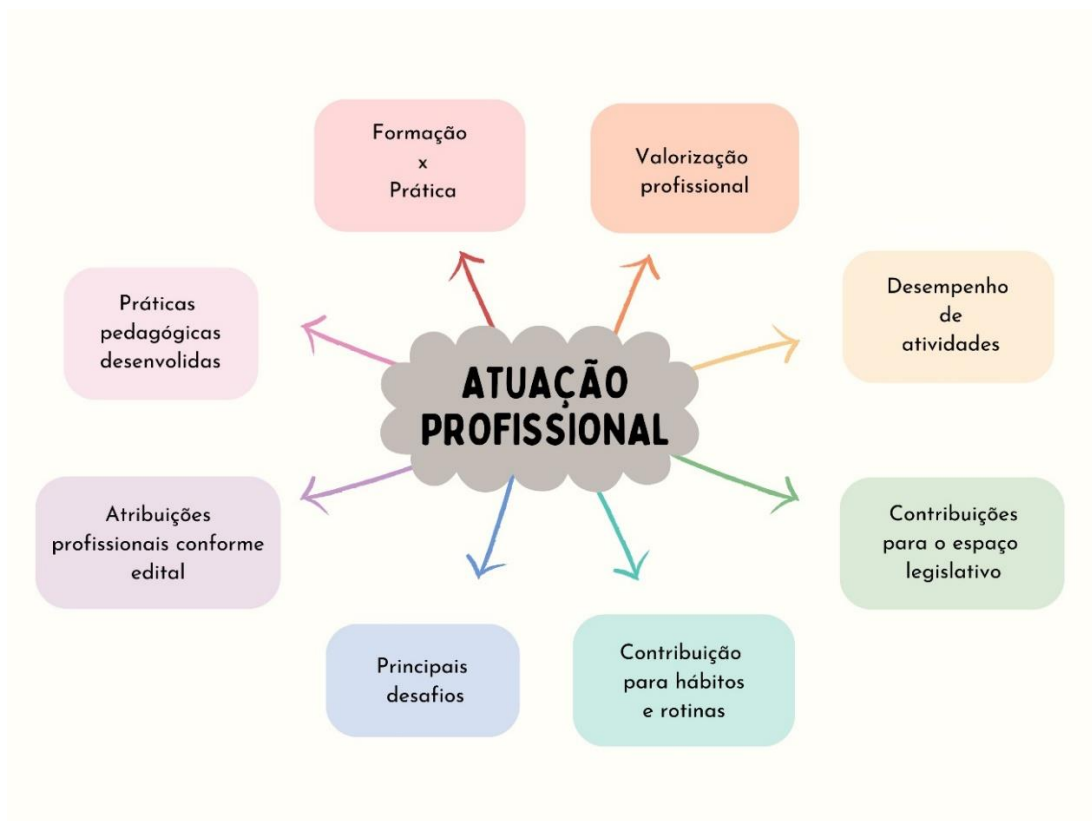 Formação
x
Prática
Valorização
profissional
Práticas
pedagógicas
desenvolidas
Desempenho
de
atividades
ATUAÇÃO
PROFISSIONAL
Atribuições
profissionais conforme
edital
Contribuições
para o espaço
legislativo
Principais
desafios
Contribuição
para hábitos
e rotinas